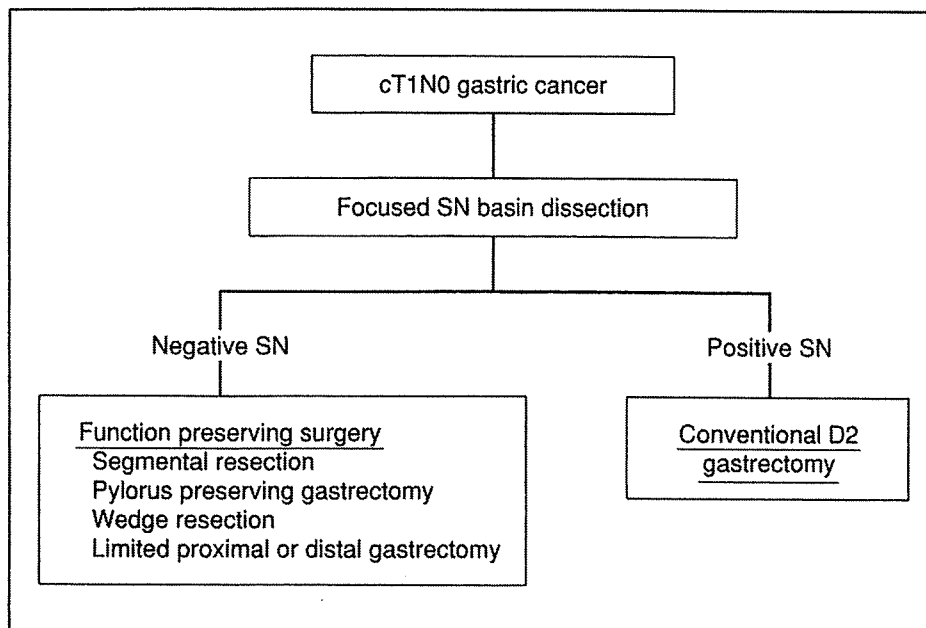 cT1N0 gastric cancer
Focused SN basin dissection
Negative SN
Positive SN
Function preserving surgery
Segmental resection
Pylorus preserving gastrectomy
Wedge resection
Limited proximal or distal gastrectomy
Conventional D2
gastrectomy